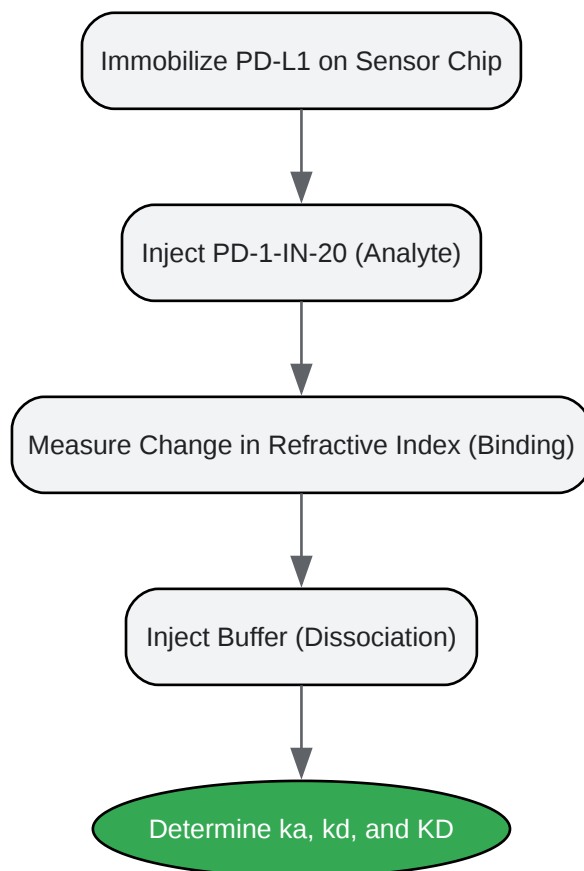 Immobilize PD-L1 on Sensor Chip
Inject PD-1-IN-20 (Analyte)
Measure Change in Refractive Index (Binding)
Inject Buffer (Dissociation)
Determine ka, kd, and KD